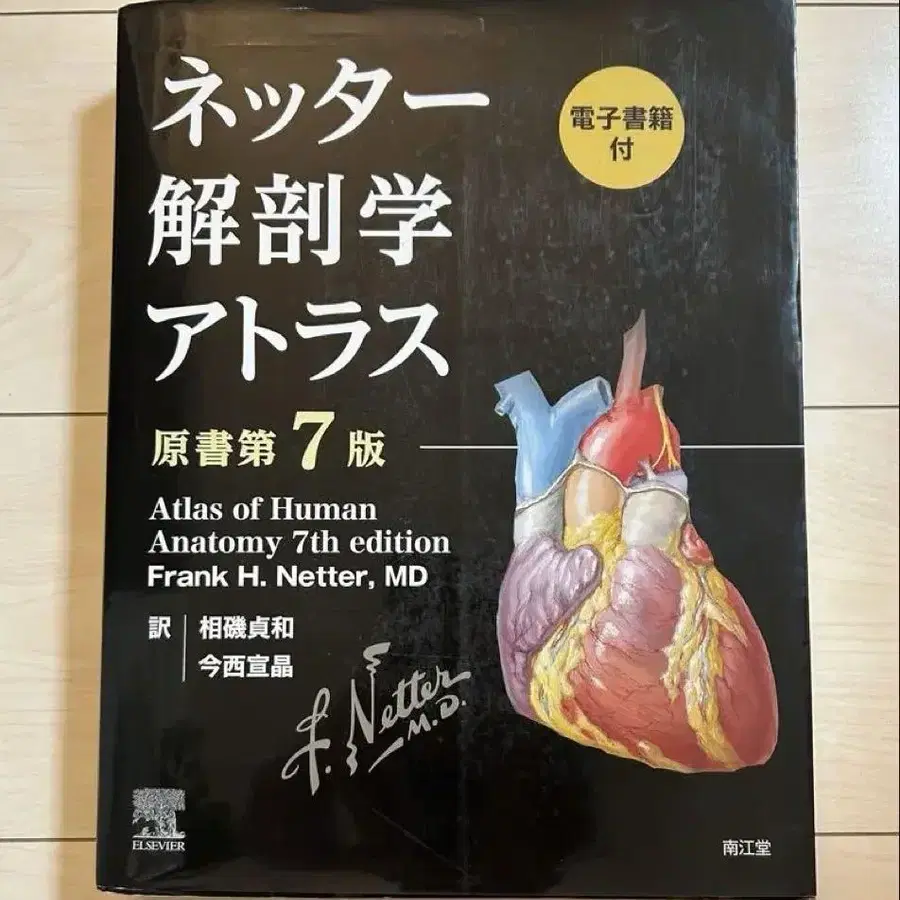 ネッター
解剖学
アトラス
電子書籍
付
原書第7版
Atlas of Human
Anatomy 7th edition
Frank H. Netter, MD
訳 相磯貞和
今西宣晶
F. Netter
M.D.
ELSEVIER
南江堂